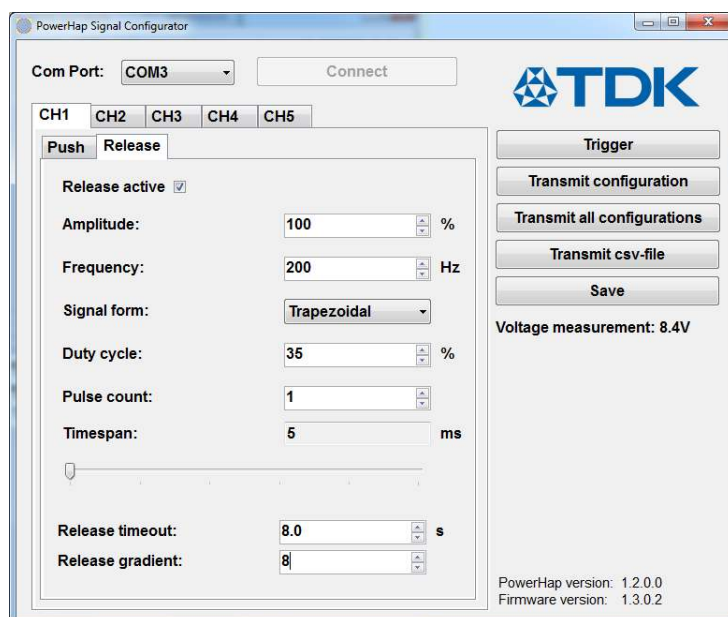 PowerHap Signal Configurator
Com Port: COM3 Connect
TDK
CH1 CH2 CH3 CH4 CH5
Push Release
Trigger
Release active
Transmit configuration
Amplitude: 100 %
Transmit all configurations
Frequency: 200 Hz
Transmit csv-file
Signal form: Trapezoidal
Save
Voltage measurement: 8.4V
Duty cycle: 35 %
Pulse count: 1
Timespan: 5 ms
Release timeout: 8.0 s
Release gradient: 8
PowerHap version: 1.2.0.0
Firmware version: 1.3.0.2